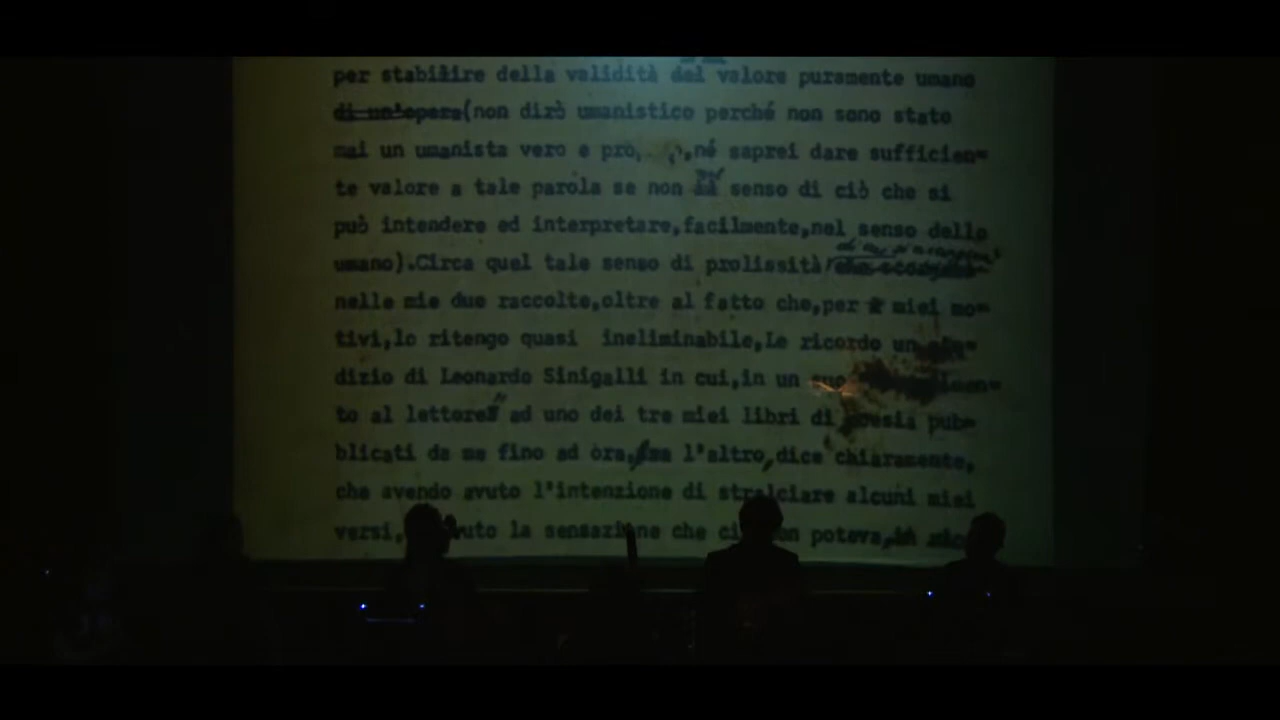 per stabilire della validità del valore puramente umano
di un'opera(non dirò umanistico perché non sono stato
mai un umanista vero e pro, ,né saprei dare sufficien=
te valore a tale parola se non nel senso di ciò che si
può intendere ed interpretare,facilmente,nel senso dello
umano).Circa quel tale senso di prolissità
nelle mie due raccolte,oltre al fatto che,per i miei mo=
tivi,lo ritengo quasi ineliminabile,Le ricordo un
dizio di Leonardo Sinigalli in cui,in un suo
to al lettore ad uno dei tre miei libri di poesia pub=
blicati da me fino ad ora, l'altro,dice chiaramente,
che avendo avuto l'intenzione di stralciare alcuni miei
versi, la sensazione che poteva,